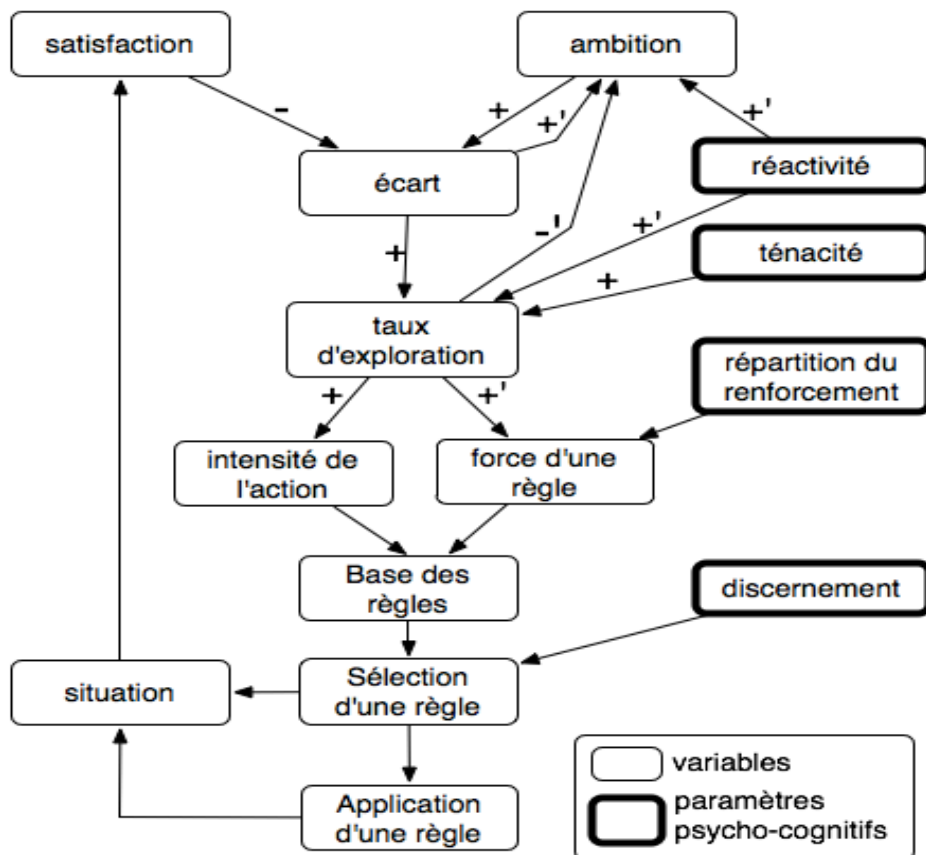 satisfaction
ambition
-
+
+'
+'
réactivité
écart
-'
+'
ténacité
+
+
taux
d'exploration
répartition du
renforcement
+
+'
intensité de
l'action
force d'une
règle
Base des
règles
discernement
situation
Sélection
d'une règle
variables
Application
d'une règle
paramètres
psycho-cognitifs